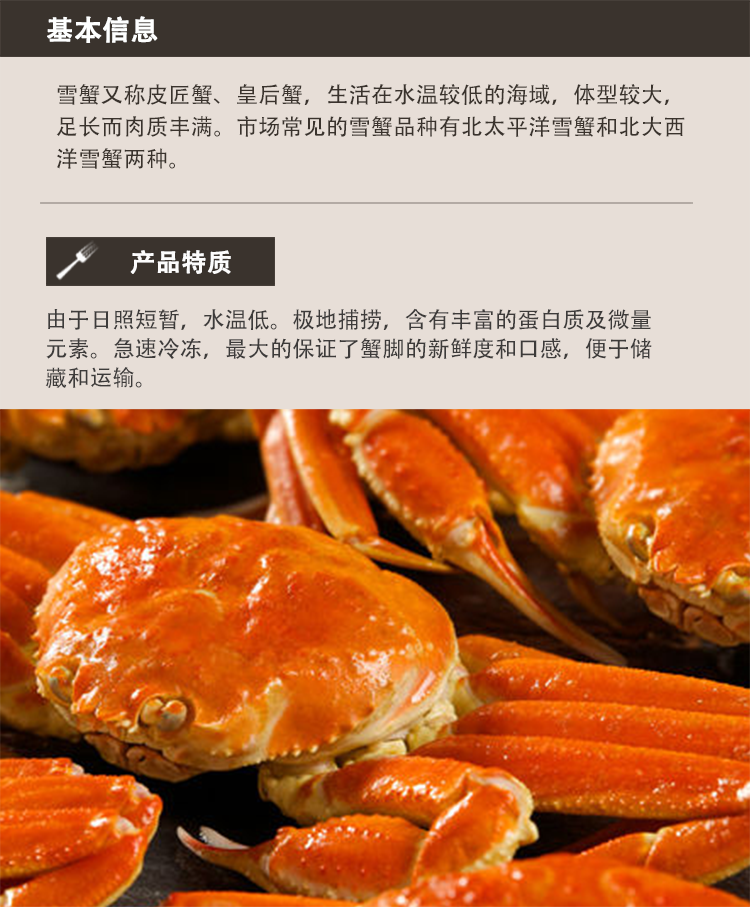 基本信息
雪蟹又称皮匠蟹、皇后蟹，生活在水温较低的海域，体型较大，
足长而肉质丰满。市场常见的雪蟹品种有北太平洋雪蟹和北大西
洋雪蟹两种。
产品特质
由于日照短暂，水温低。极地捕捞，含有丰富的蛋白质及微量
元素。急速冷冻，最大的保证了蟹脚的新鲜度和口感，便于储
藏和运输。